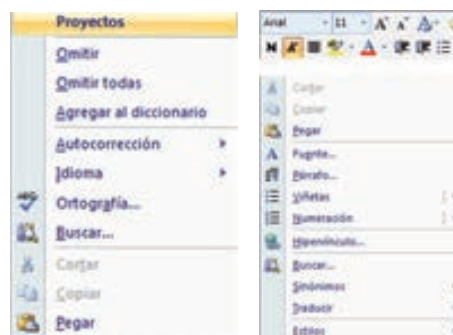 Proyectos
Omitir
Omitir todas
Agregar al diccionario
Autocorrección
Idioma
Ortografía...
Buscar...
Cortar
Copiar
Pegar
Arial 11
N K
Cortar
Copiar
Pegar
Fuente...
Párrafo...
Viñetas
Numeración
Hipervínculo...
Buscar...
Sinónimos
Traducir
Estilos